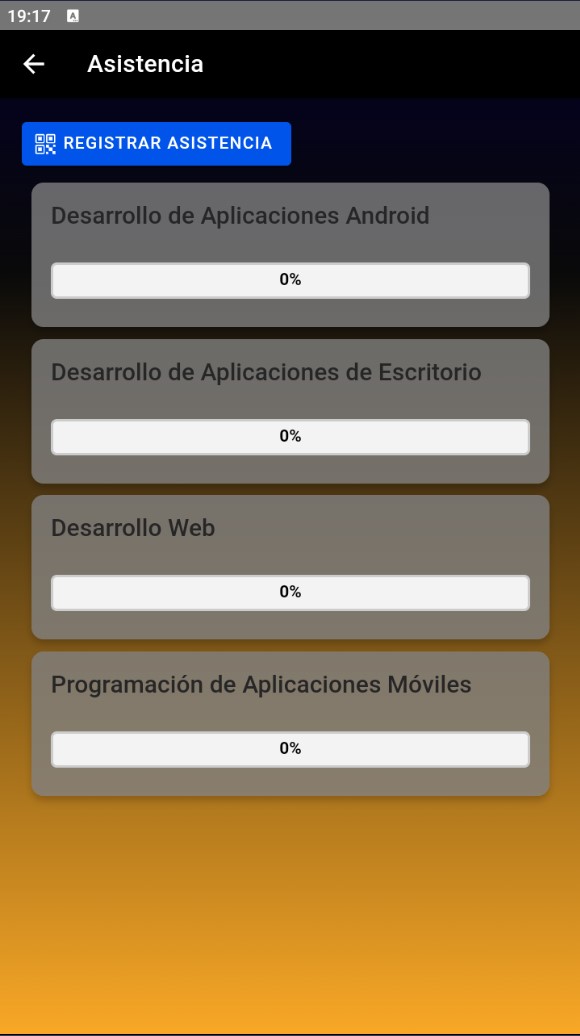 19:17 A
Asistencia
REGISTRAR ASISTENCIA
Desarrollo de Aplicaciones Android
0%
Desarrollo de Aplicaciones de Escritorio
0%
Desarrollo Web
0%
Programación de Aplicaciones Móviles
0%